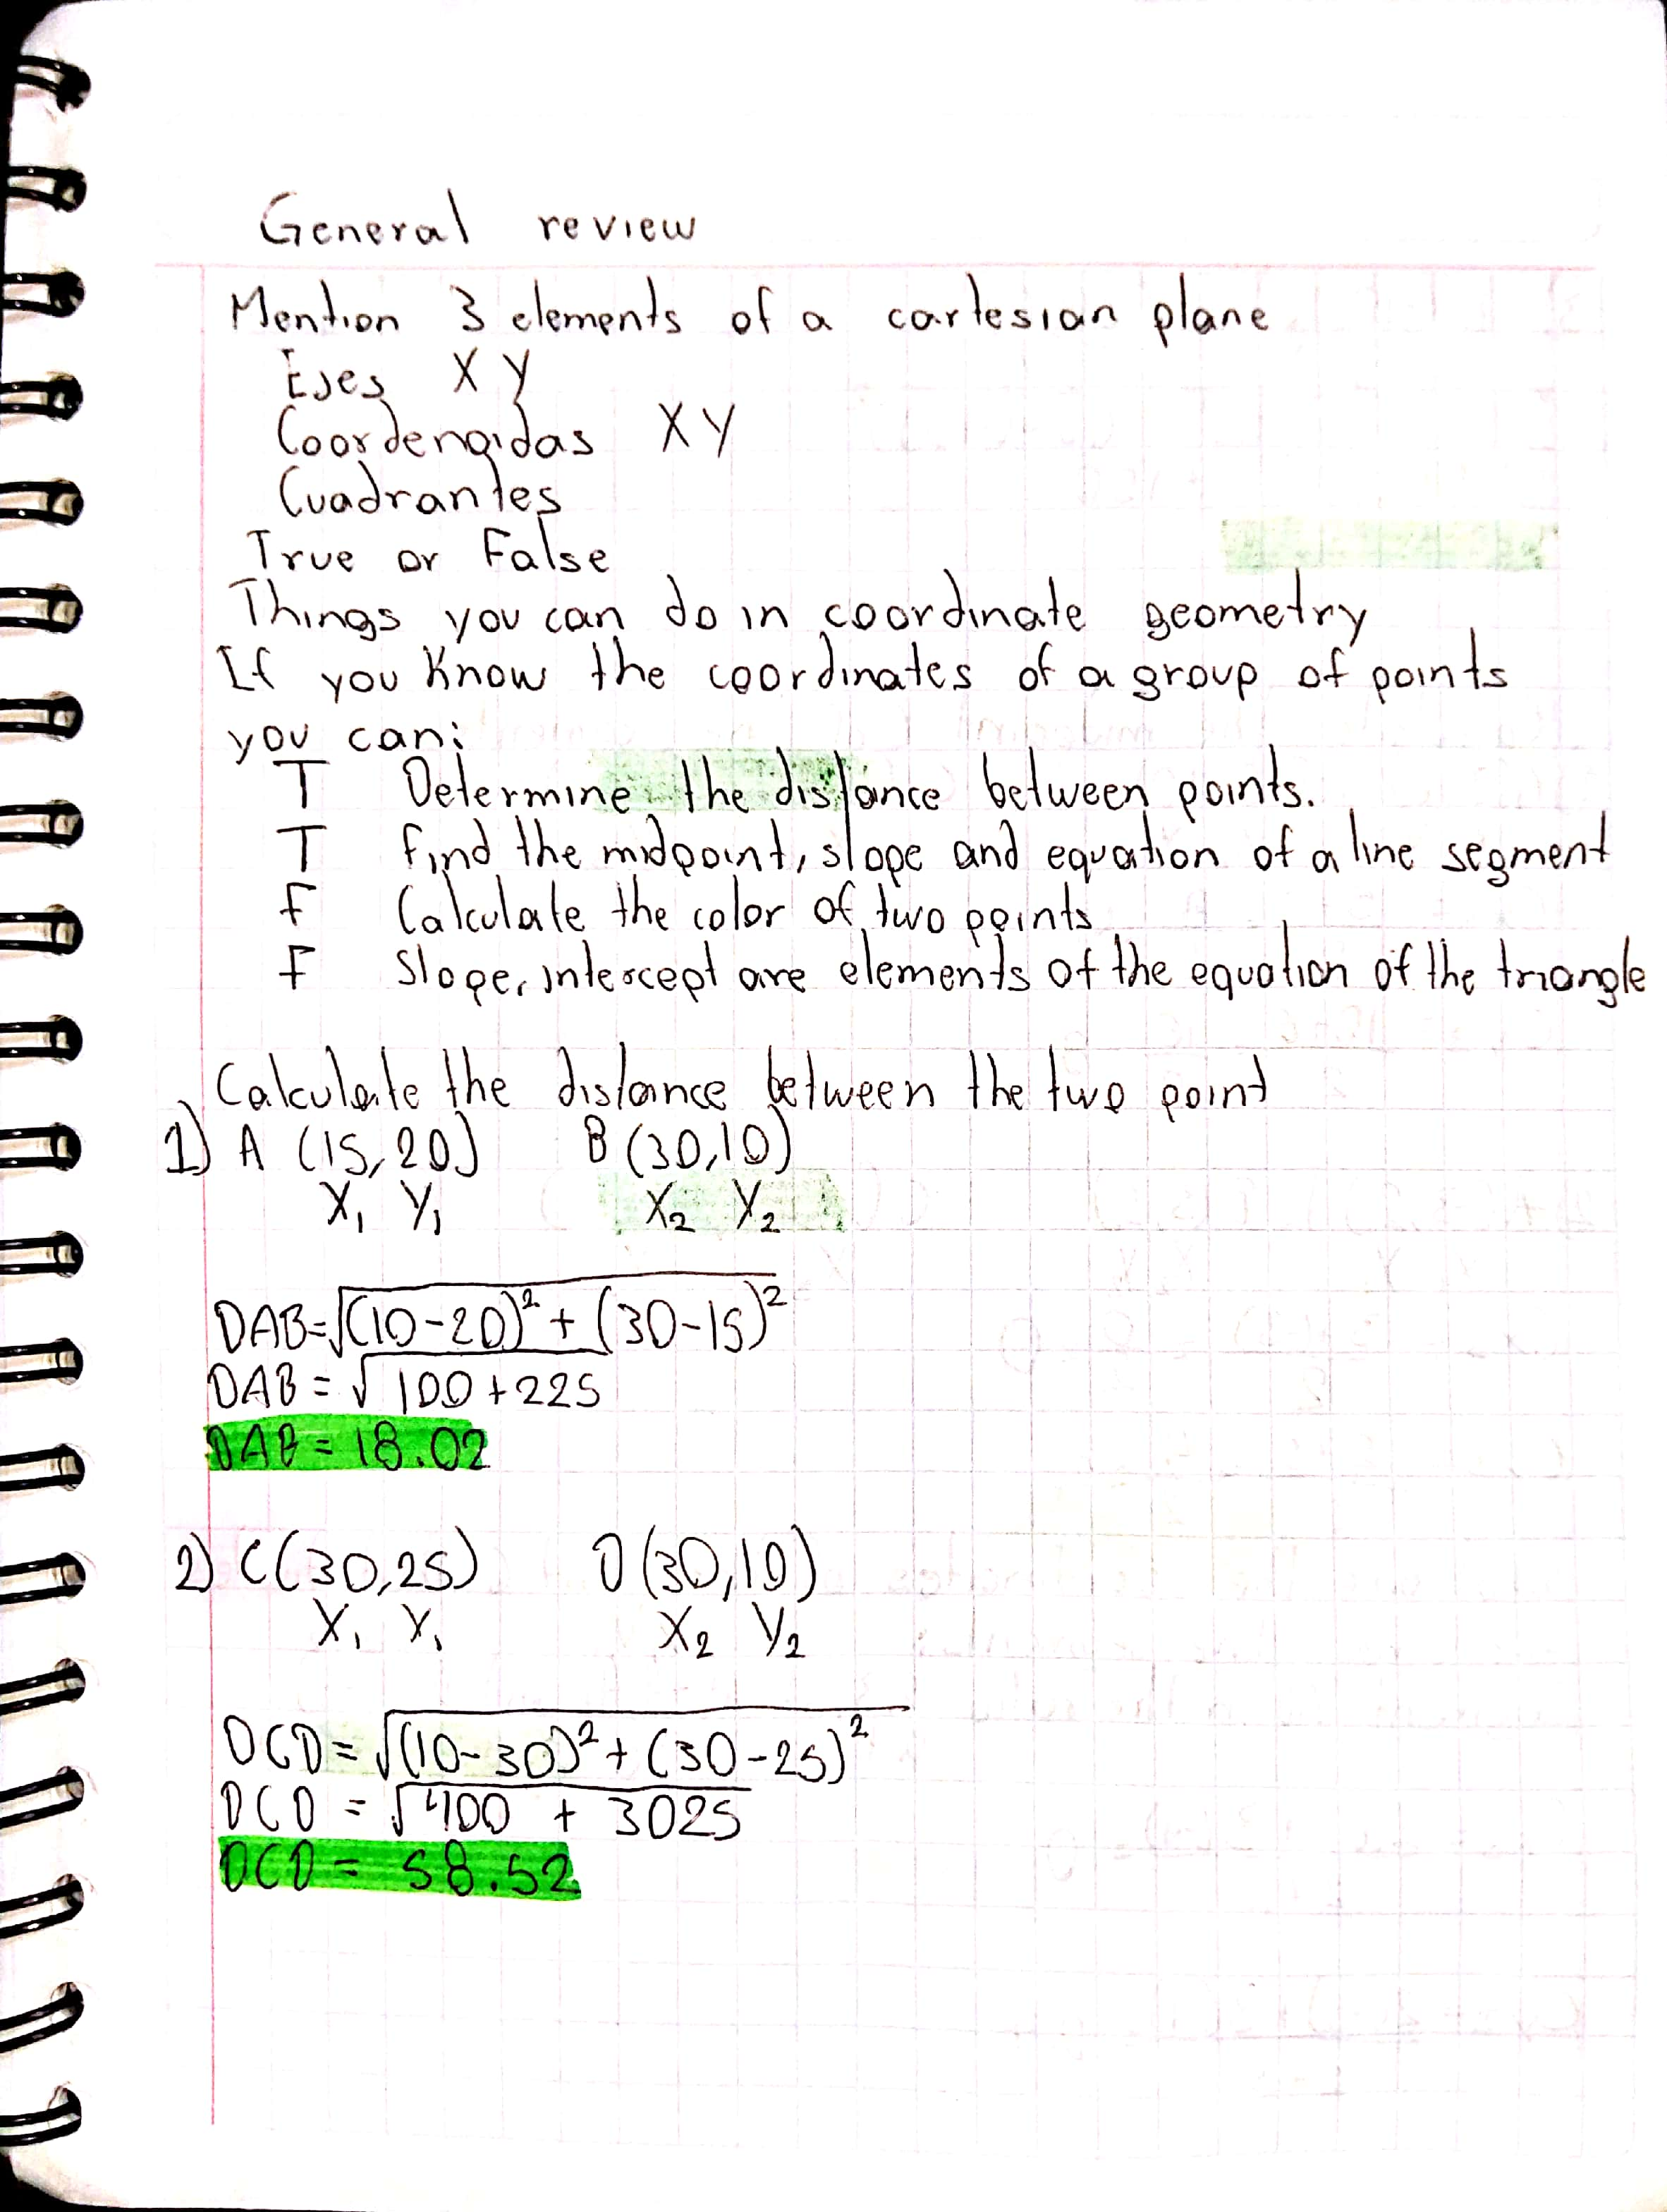 General review
Mention 3 elements of a cartesian plane
Ejes X Y
Coordenaidas X Y
Cuadrantes
True or False
Things you can do in coordinate geometry
If you Know the coordinates of a group of points
you can:
T Determine the distance between points.
T find the midpoint, slope and equation of a line segment
F Calculate the color of two points
F Slope, intercept are elements of the equation of the triangle
Calculate the distance between the two point
1) A (15, 20) B (30, 10)
X₁ Y₁ X₂ Y₂
DAB=√(10-20)² + (30-15)²
DAB = √100 + 225
DAB = 18.02
2) C(30,25) D(30,10)
X₁ Y₁ X₂ Y₂
DCD = √(10-30)² + (30-25)²
DCD = √400 + 3025
DCD = 58.52